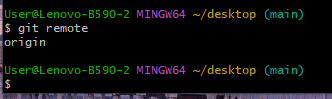 User@Lenovo-B590-2 MINGW64 ~/desktop (main)
$ git remote
origin
User@Lenovo-B590-2 MINGW64 ~/desktop (main)
$